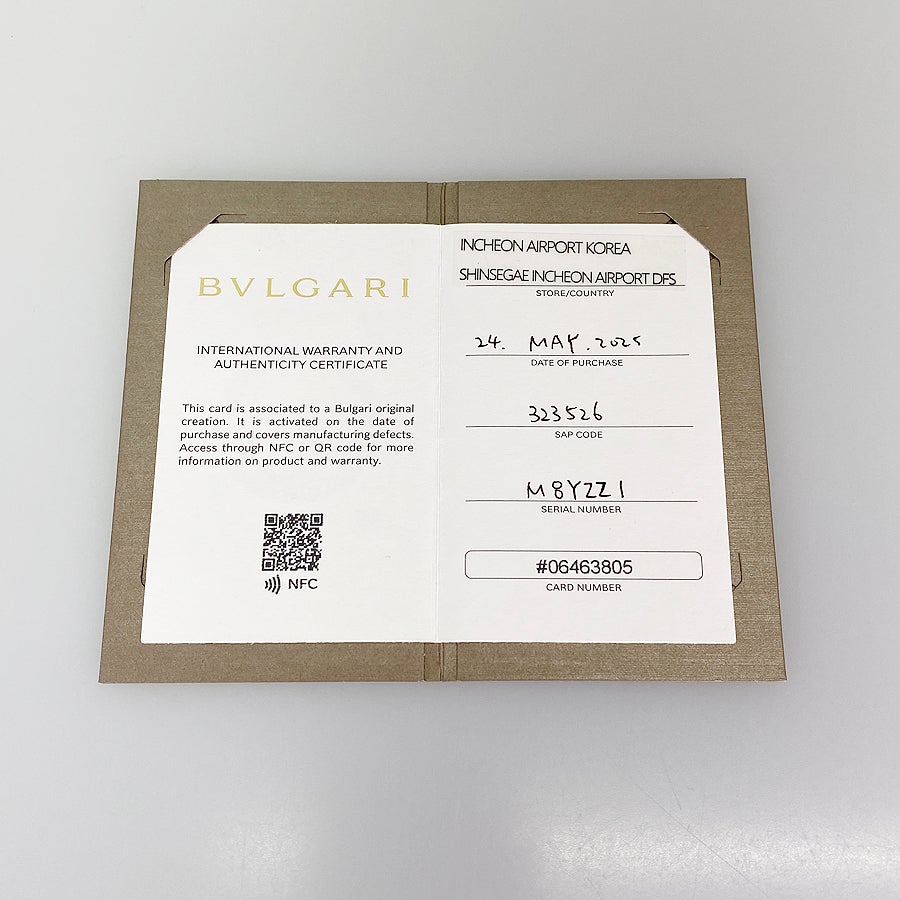 BVLGARI
INTERNATIONAL WARRANTY AND
AUTHENTICITY CERTIFICATE
This card is associated to a Bulgari original
creation. It is activated on the date of
purchase and covers manufacturing defects.
Access through NFC or QR code for more
information on product and warranty.
NFC
INCHEON AIRPORT KOREA
SHINSEGAE INCHEON AIRPORT DFS
STORE/COUNTRY
24. MAY. 2025
DATE OF PURCHASE
323526
SAP CODE
M8YZZ1
SERIAL NUMBER
#06463805
CARD NUMBER